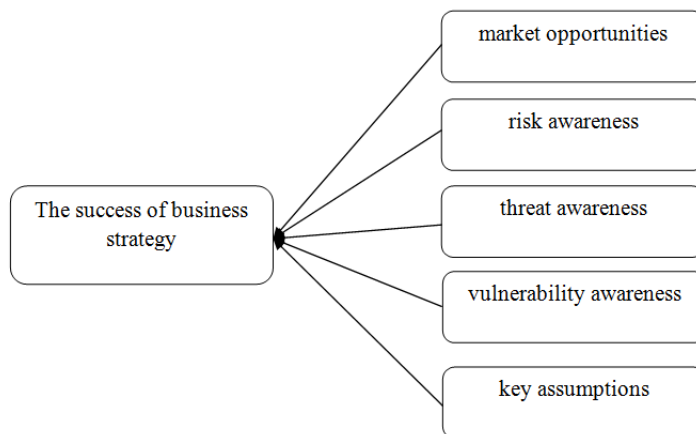 market opportunities
risk awareness
The success of business
strategy
threat awareness
vulnerability awareness
key assumptions